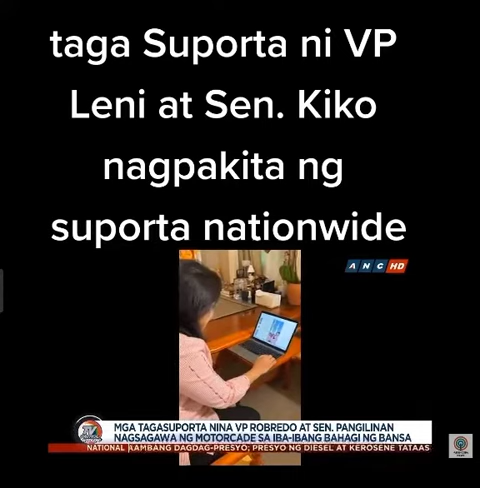 taga Suporta ni VP
Leni at Sen. Kiko
nagpakita ng
suporta nationwide
ANC HD
MGA TAGASUPORTA NINA VP ROBREDO AT SEN. PANGILINAN
NAGSAGAWA NG MOTORCADE SA IBA-IBANG BAHAGI NG BANSA
NATIONAL RAMBANG DAGDAG-PRESYO; PRESYO NG DIESEL AT KEROSENE TATAAS